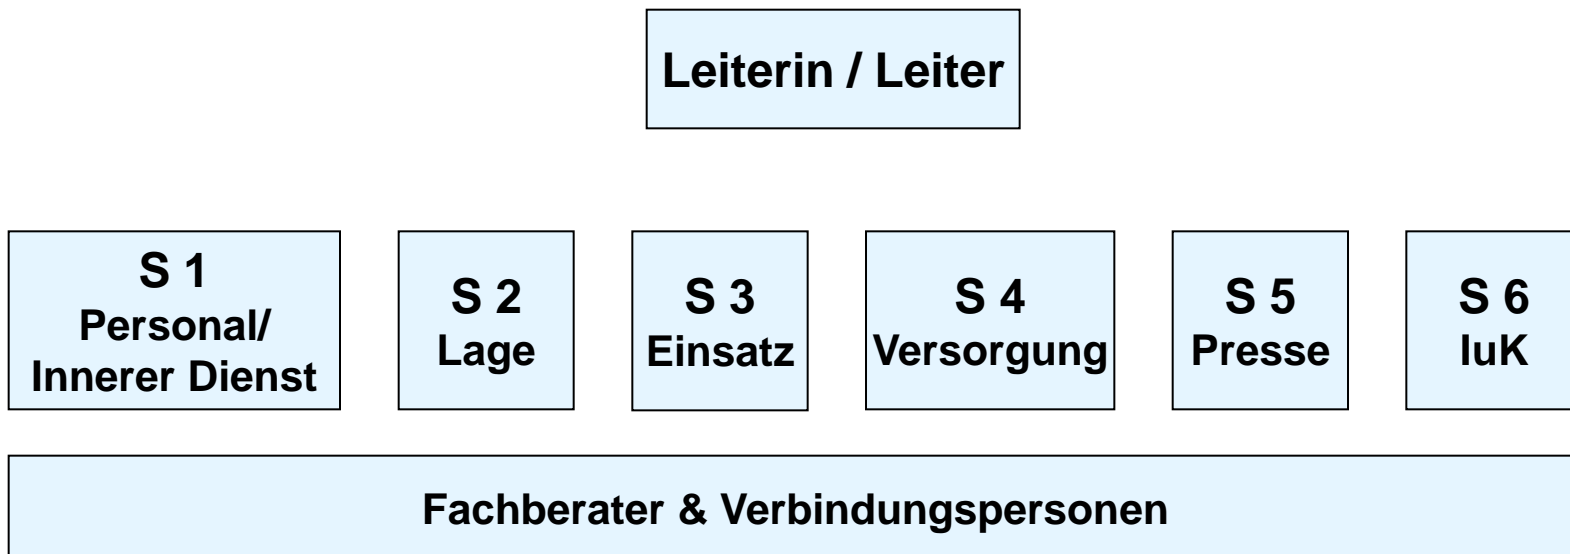 Leiterin / Leiter
S 1
Personal/
Innerer Dienst
S 2
Lage
S 3
Einsatz
S 4
Versorgung
S 5
Presse
S 6
IuK
Fachberater & Verbindungspersonen